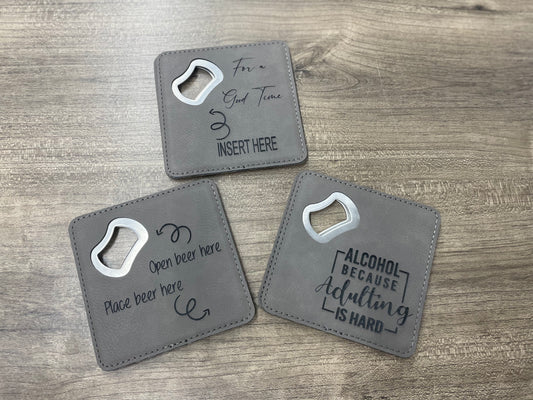 For a
Good Time
INSERT HERE
Open beer here
Place beer here
ALCOHOL
BECAUSE
Adulting
IS HARD